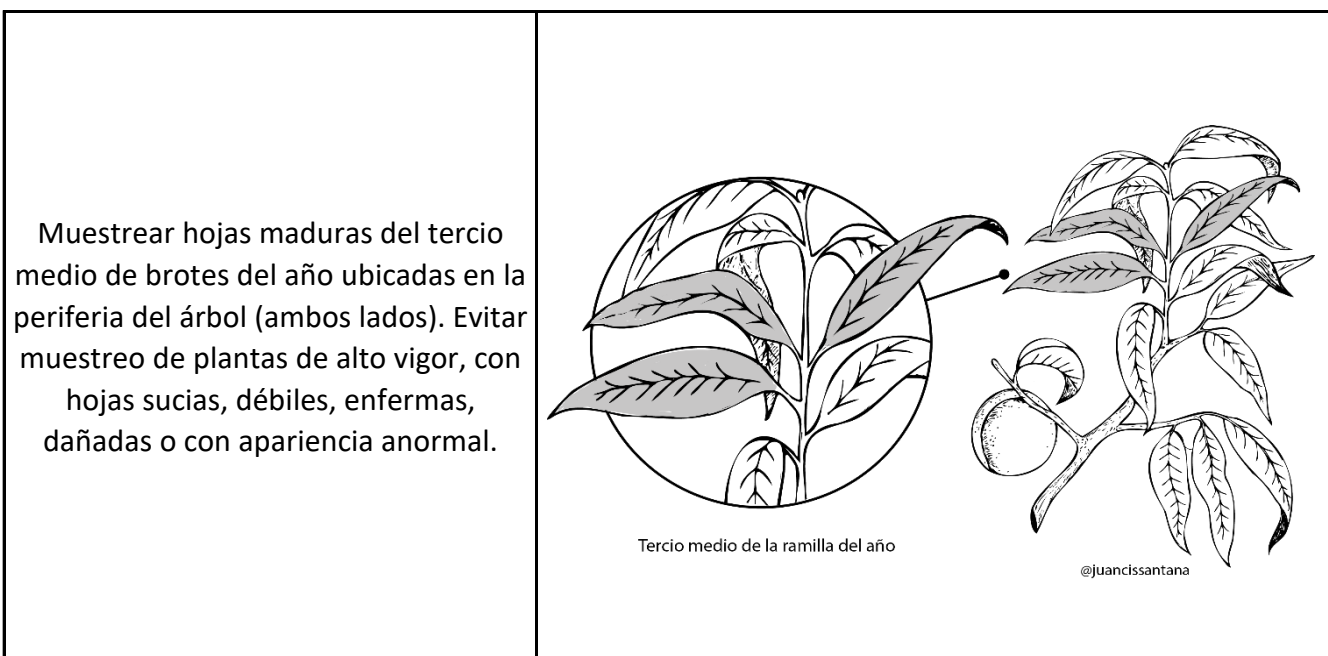 Muestrear hojas maduras del tercio
medio de brotes del año ubicadas en la
periferia del árbol (ambos lados). Evitar
muestreo de plantas de alto vigor, con
hojas sucias, débiles, enfermas,
dañadas o con apariencia anormal.
Tercio medio de la ramilla del año
@juancissantana